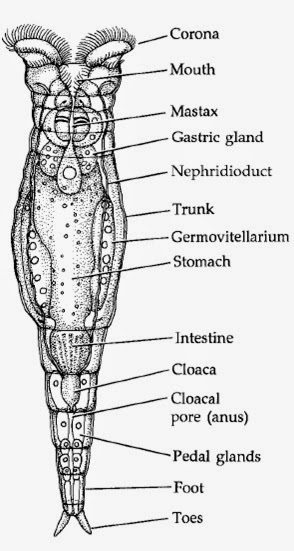 Corona
Mouth
Mastax
Gastric gland
Nephridioduct
Trunk
Germovitellarium
Stomach
Intestine
Cloaca
Cloacal
pore (anus)
Pedal glands
Foot
Toes